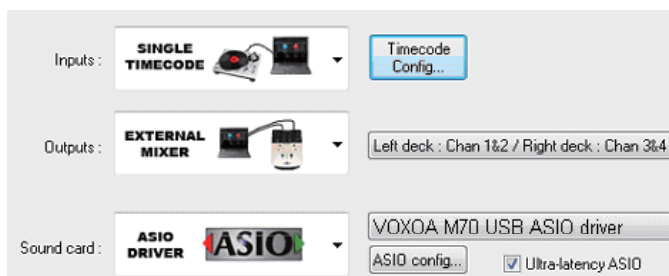 Inputs :
SINGLE
TIMECODE
Timecode
Config...
Outputs :
EXTERNAL
MIXER
Left deck : Chan 1&2 / Right deck : Chan 3&4
Sound card :
ASIO
DRIVER
ASIO
VOXOA M70 USB ASIO driver
ASIO config...
Ultra-latency ASIO